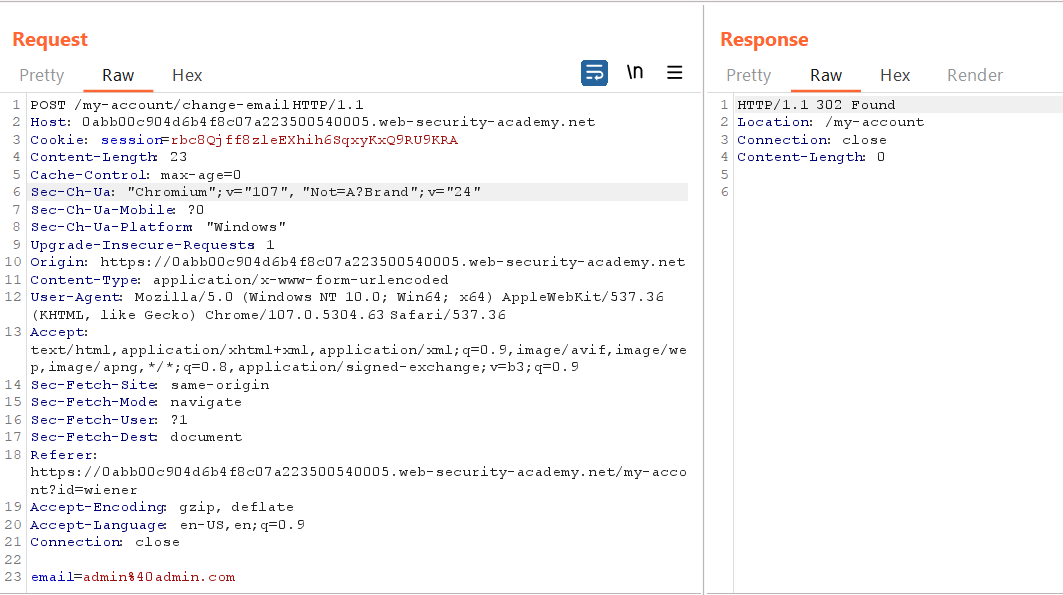 Request
Pretty Raw Hex
\n
1 POST /my-account/change-email HTTP/1.1
2 Host: 0abb00c904d6b4f8c07a223500540005.web-security-academy.net
3 Cookie: session=rbc8Qjff8zleEXhih6SqxyKxQ9RU9KRA
4 Content-Length: 23
5 Cache-Control: max-age=0
6 Sec-Ch-Ua: "Chromium";v="107", "Not=A?Brand";v="24"
7 Sec-Ch-Ua-Mobile: ?0
8 Sec-Ch-Ua-Platform: "Windows"
9 Upgrade-Insecure-Requests: 1
10 Origin: https://0abb00c904d6b4f8c07a223500540005.web-security-academy.net
11 Content-Type: application/x-www-form-urlencoded
12 User-Agent: Mozilla/5.0 (Windows NT 10.0; Win64; x64) AppleWebKit/537.36
(KHTML, like Gecko) Chrome/107.0.5304.63 Safari/537.36
13 Accept:
text/html,application/xhtml+xml,application/xml;q=0.9,image/avif,image/we
p,image/apng,*/*;q=0.8,application/signed-exchange;v=b3;q=0.9
14 Sec-Fetch-Site: same-origin
15 Sec-Fetch-Mode: navigate
16 Sec-Fetch-User: ?1
17 Sec-Fetch-Dest: document
18 Referer:
https://0abb00c904d6b4f8c07a223500540005.web-security-academy.net/my-acco
nt?id=wiener
19 Accept-Encoding: gzip, deflate
20 Accept-Language: en-US,en;q=0.9
21 Connection: close
22
23 email=admin%40admin.com
Response
Pretty Raw Hex Render
1 HTTP/1.1 302 Found
2 Location: /my-account
3 Connection: close
4 Content-Length: 0
5
6